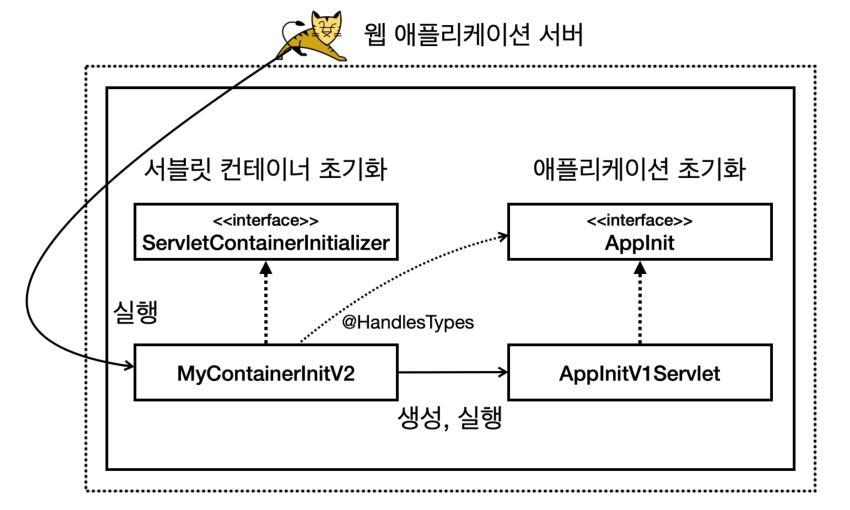 웹 애플리케이션 서버
서블릿 컨테이너 초기화
애플리케이션 초기화
<<interface>>
ServletContainerInitializer
<<interface>>
AppInit
실행
@HandlesTypes
MyContainerInitV2
AppInitV1Servlet
생성, 실행